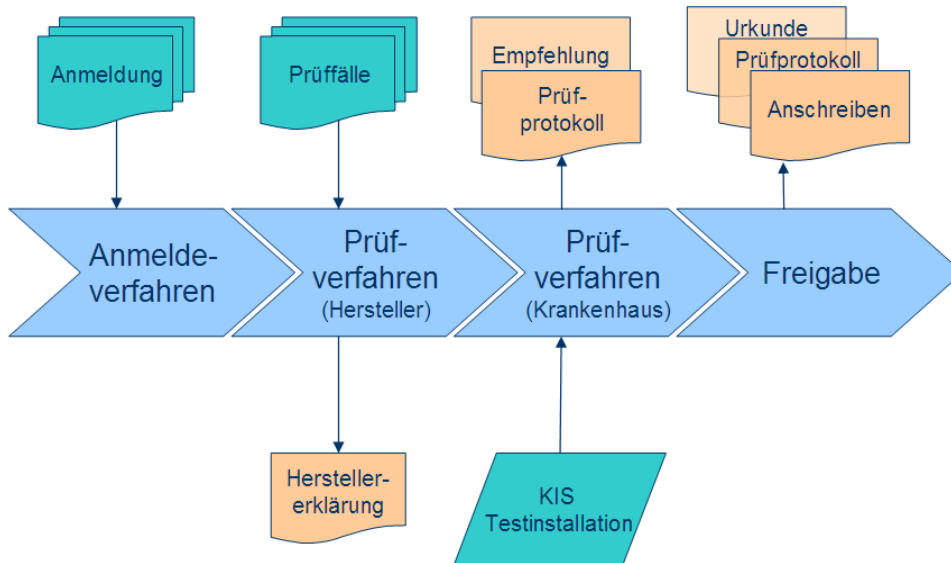 Anmeldung
Prüffälle
Empfehlung
Prüf-
protokoll
Urkunde
Prüfprotokoll
Anschreiben
Anmelde-
verfahren
Prüf-
verfahren
(Hersteller)
Prüf-
verfahren
(Krankenhaus)
Freigabe
Hersteller-
erklärung
KIS
Testinstallation